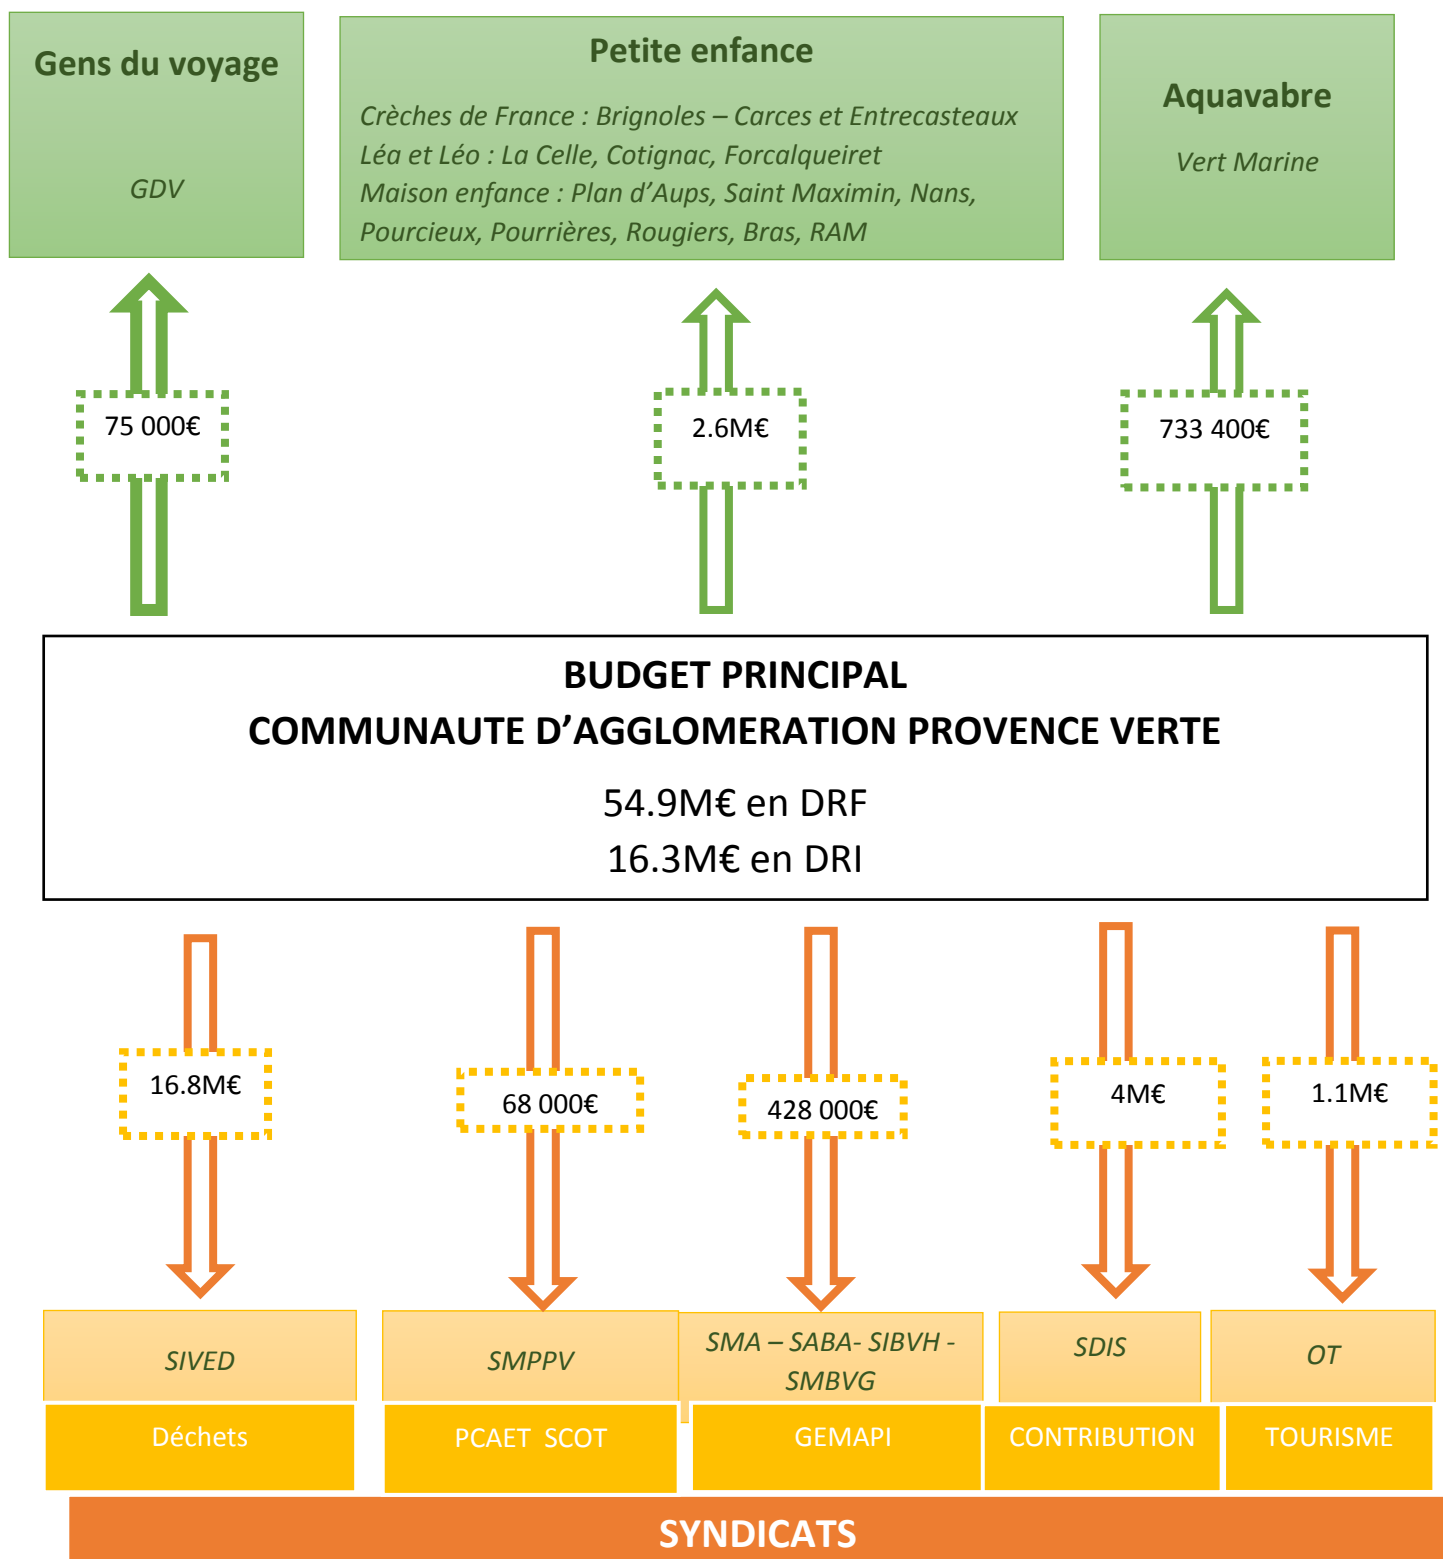 Gens du voyage
GDV
Petite enfance
Crèches de France : Brignoles – Carces et Entrecasteaux
Léa et Léo : La Celle, Cotignac, Forcalqueiret
Maison enfance : Plan d’Aups, Saint Maximin, Nans,
Pourcieux, Pourrières, Rougiers, Bras, RAM
Aquavabre
Vert Marine
75 000€
2.6M€
733 400€
BUDGET PRINCIPAL
COMMUNAUTE D’AGGLOMERATION PROVENCE VERTE
54.9M€ en DRF
16.3M€ en DRI
16.8M€
68 000€
428 000€
4M€
1.1M€
SIVED
SMPPV
SMA – SABA- SIBVH -
SMBVG
SDIS
OT
Déchets
PCAET SCOT
GEMAPI
CONTRIBUTION
TOURISME
SYNDICATS